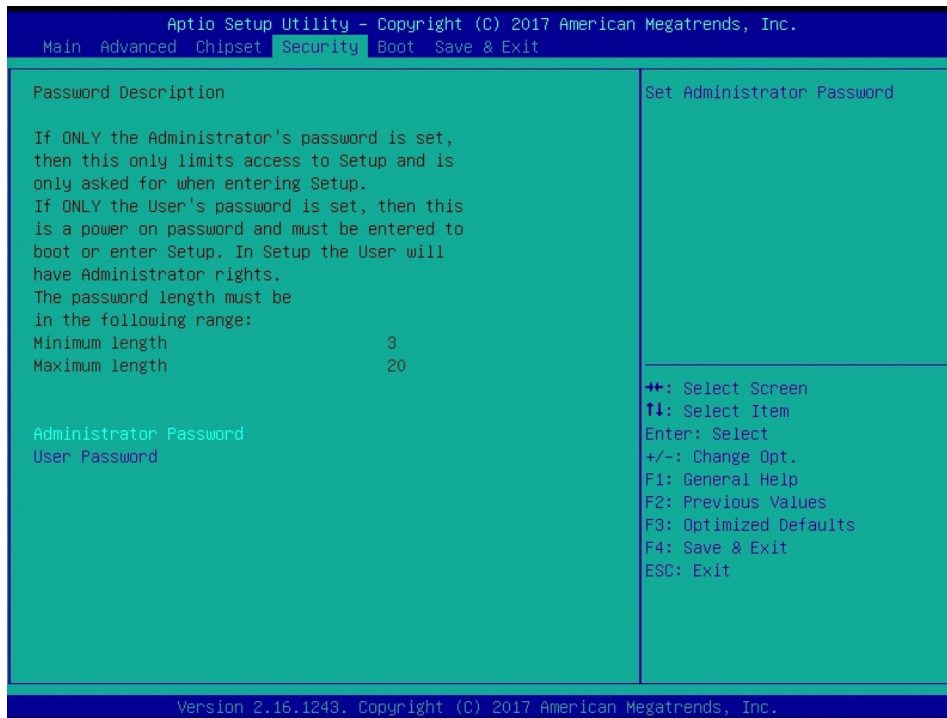 Aptio Setup Utility – Copyright (C) 2017 American Megatrends, Inc.
Main Advanced Chipset Security Boot Save & Exit
Password Description
If ONLY the Administrator's password is set,
then this only limits access to Setup and is
only asked for when entering Setup.
If ONLY the User's password is set, then this
is a power on password and must be entered to
boot or enter Setup. In Setup the User will
have Administrator rights.
The password length must be
in the following range:
Minimum length 3
Maximum length 20
Administrator Password
User Password
Set Administrator Password
→←: Select Screen
↑↓: Select Item
Enter: Select
+/-: Change Opt.
F1: General Help
F2: Previous Values
F3: Optimized Defaults
F4: Save & Exit
ESC: Exit
Version 2.16.1243. Copyright (C) 2017 American Megatrends, Inc.